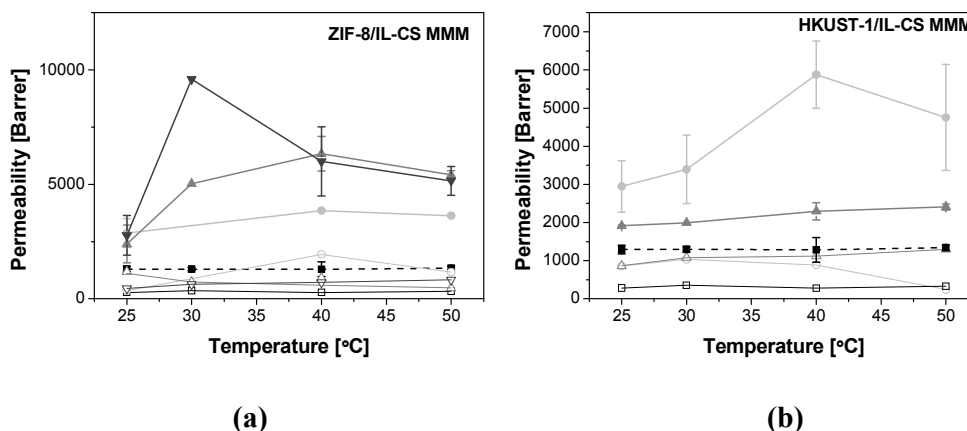 ZIF-8/IL-CS MMM
Permeability [Barrer]
10000
5000
0
25 30 35 40 45 50
Temperature [°C]
(a)
HKUST-1/IL-CS MMM
Permeability [Barrer]
7000
6000
5000
4000
3000
2000
1000
0
25 30 35 40 45 50
Temperature [°C]
(b)